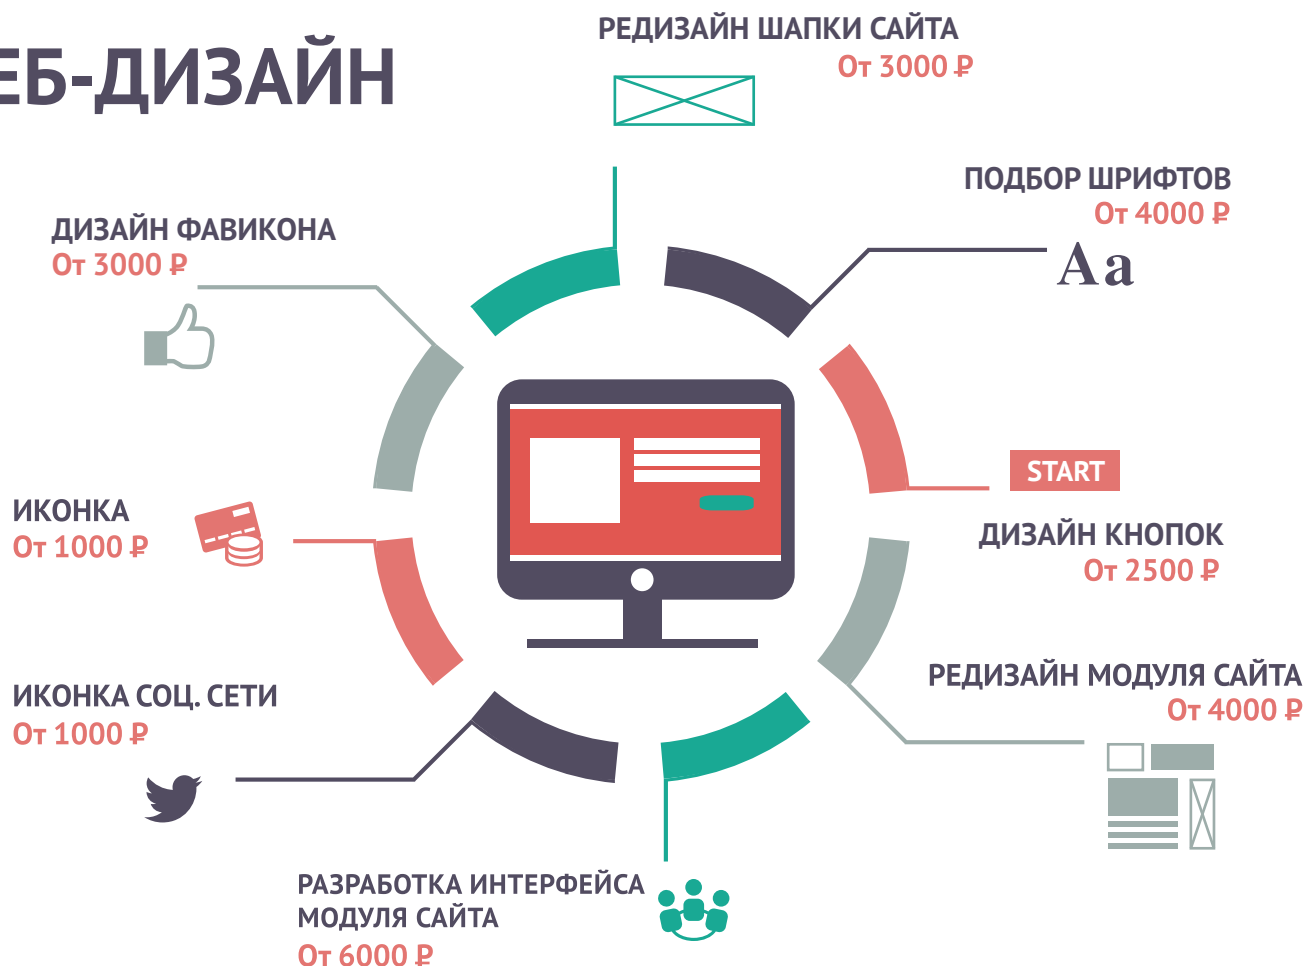 ЕБ-ДИЗАЙН
РЕДИЗАЙН ШАПКИ САЙТА
От 3000 ₽
ПОДБОР ШРИФТОВ
От 4000 ₽
Aa
ДИЗАЙН ФАВИКОНА
От 3000 ₽
START
ДИЗАЙН КНОПОК
От 2500 ₽
ИКОНКА
От 1000 ₽
РЕДИЗАЙН МОДУЛЯ САЙТА
От 4000 ₽
ИКОНКА СОЦ. СЕТИ
От 1000 ₽
РАЗРАБОТКА ИНТЕРФЕЙСА
МОДУЛЯ САЙТА
От 6000 ₽